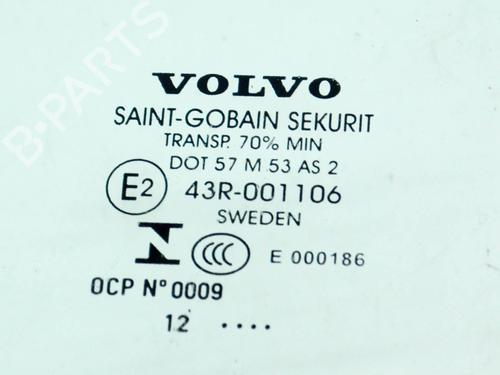 B-PARTS
VOLVO
SAINT-GOBAIN SEKURIT
TRANSP. 70% MIN
DOT 57 M 53 AS 2
E2 43R-001106
SWEDEN
N CCC E 000186
OCP Nº 0009
12 ....